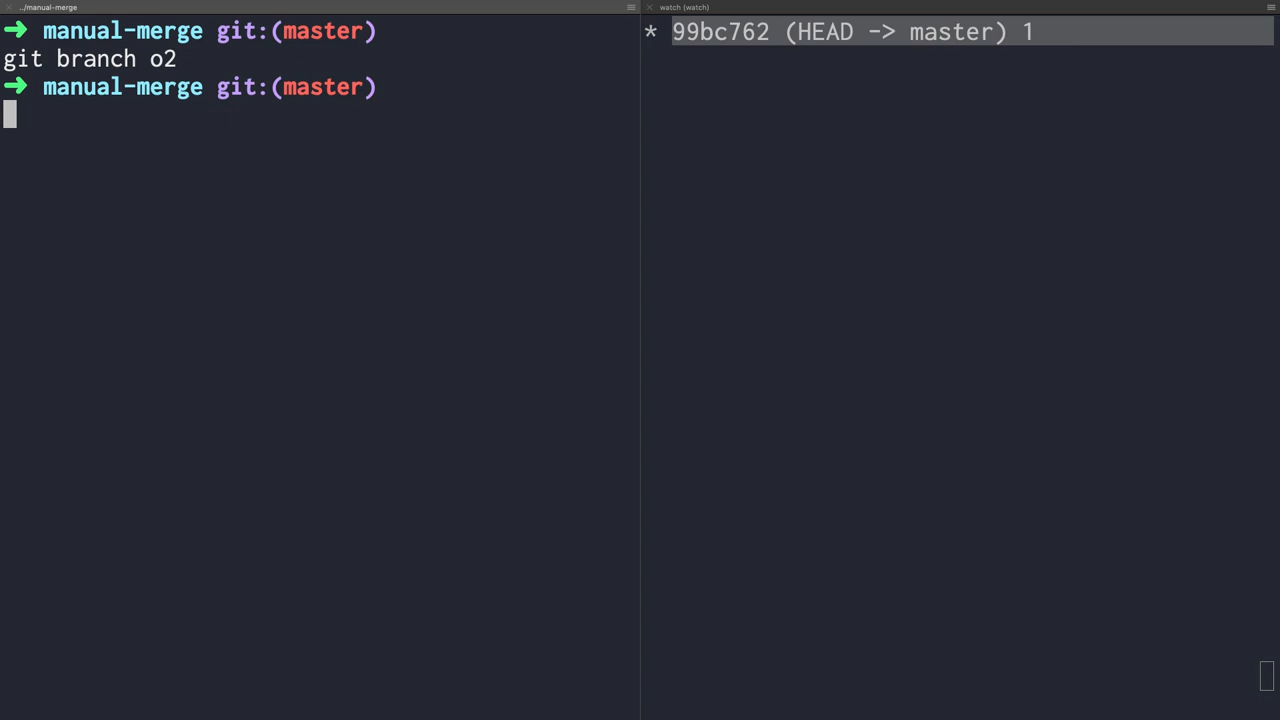 ../manual-merge
➜ manual-merge git:(master)
git branch o2
➜ manual-merge git:(master)
watch (watch)
* 99bc762 (HEAD -> master) 1